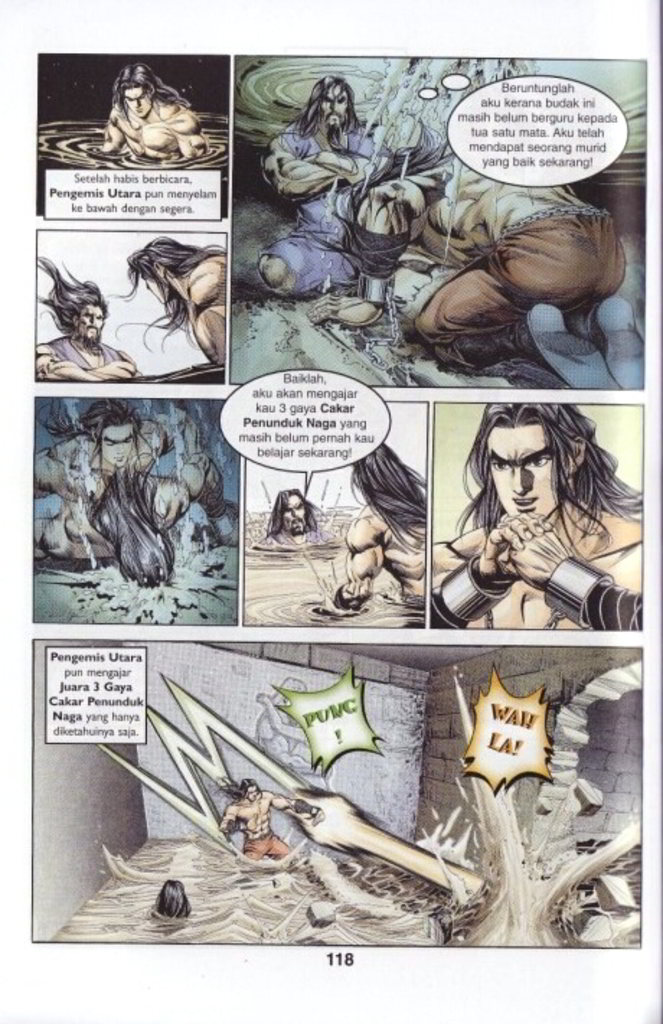 Setelah habis berbicara,
Pengemis Utara pun menyelam
ke bawah dengan segera.
Beruntunglah
aku kerana budak ini
masih belum berguru kepada
tua satu mata. Aku telah
mendapat seorang murid
yang baik sekarang!
Baiklah,
aku akan mengajar
kau 3 gaya Cakar
Penunduk Naga yang
masih belum pernah kau
belajar sekarang!
Pengemis Utara
pun mengajar
Juara 3 Gaya
Cakar Penunduk
Naga yang hanya
diketahuinya saja.
PUNG
!
WAH
LA!
118